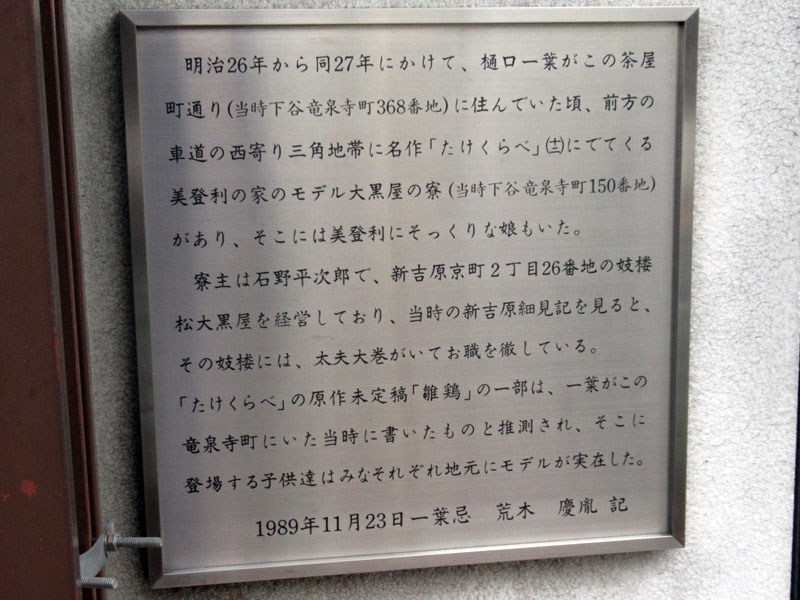 明治26年から同27年にかけて、樋口一葉がこの茶屋
町通り(当時下谷竜泉寺町368番地)に住んでいた頃、前方の
車道の西寄り三角地帯に名作「たけくらべ」㈯にでてくる
美登利の家のモデル大黒屋の寮(当時下谷竜泉寺町150番地)
があり、そこには美登利にそっくりな娘もいた。
寮主は石野平次郎で、新吉原京町2丁目26番地の妓楼
松大黒屋を経営しており、当時の新吉原細見記を見ると、
その妓楼には、太夫大巻がいてお職を徹している。
「たけくらべ」の原作未定稿「雛鶏」の一部は、一葉がこの
竜泉寺町にいた当時に書いたものと推測され、そこに
登場する子供達はみなそれぞれ地元にモデルが実在した。
1989年11月23日一葉忌 荒木 慶胤 記